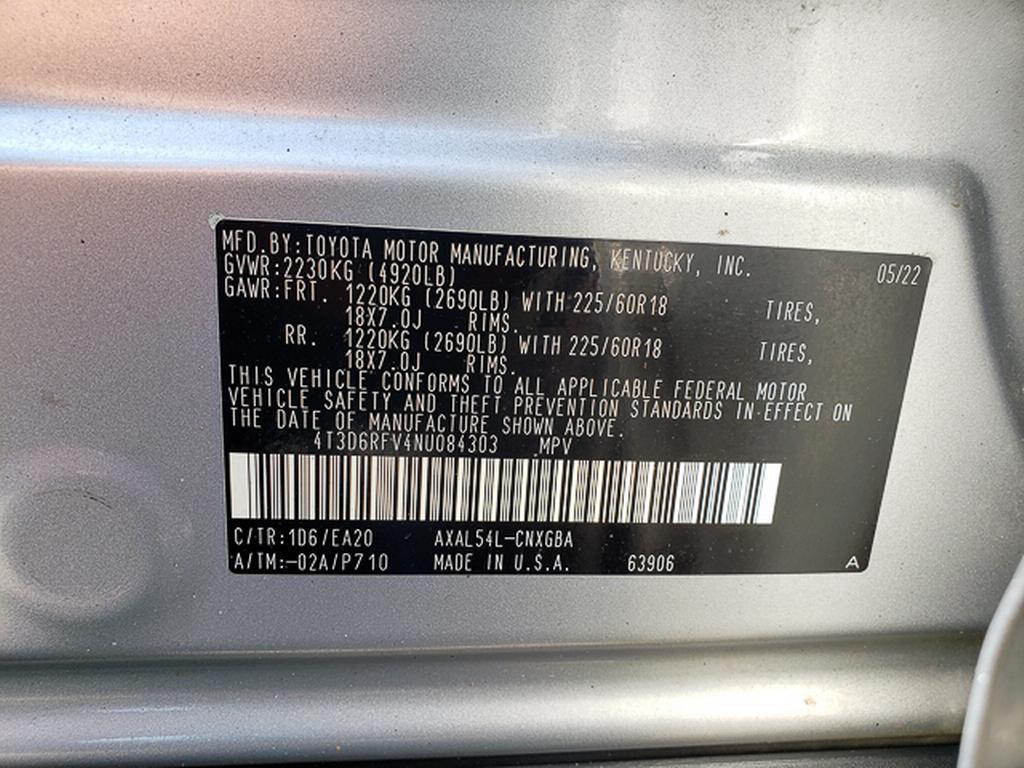 MFD.BY:TOYOTA MOTOR MANUFACTURING, KENTUCKY, INC.
GVWR:2230KG (4920LB) 05/22
GAWR:FRT. 1220KG (2690LB) WITH 225/60R18 TIRES,
18X7.0J RIMS.
RR. 1220KG (2690LB) WITH 225/60R18 TIRES,
18X7.0J RIMS.
THIS VEHICLE CONFORMS TO ALL APPLICABLE FEDERAL MOTOR
VEHICLE SAFETY AND THEFT PREVENTION STANDARDS IN EFFECT ON
THE DATE OF MANUFACTURE SHOWN ABOVE.
4T3D6RFV4NU084303 MPV
C/TR:1D6/EA20 AXAL54L-CNXGBA
A/TM:-02A/P710 MADE IN U.S.A. 63906 A